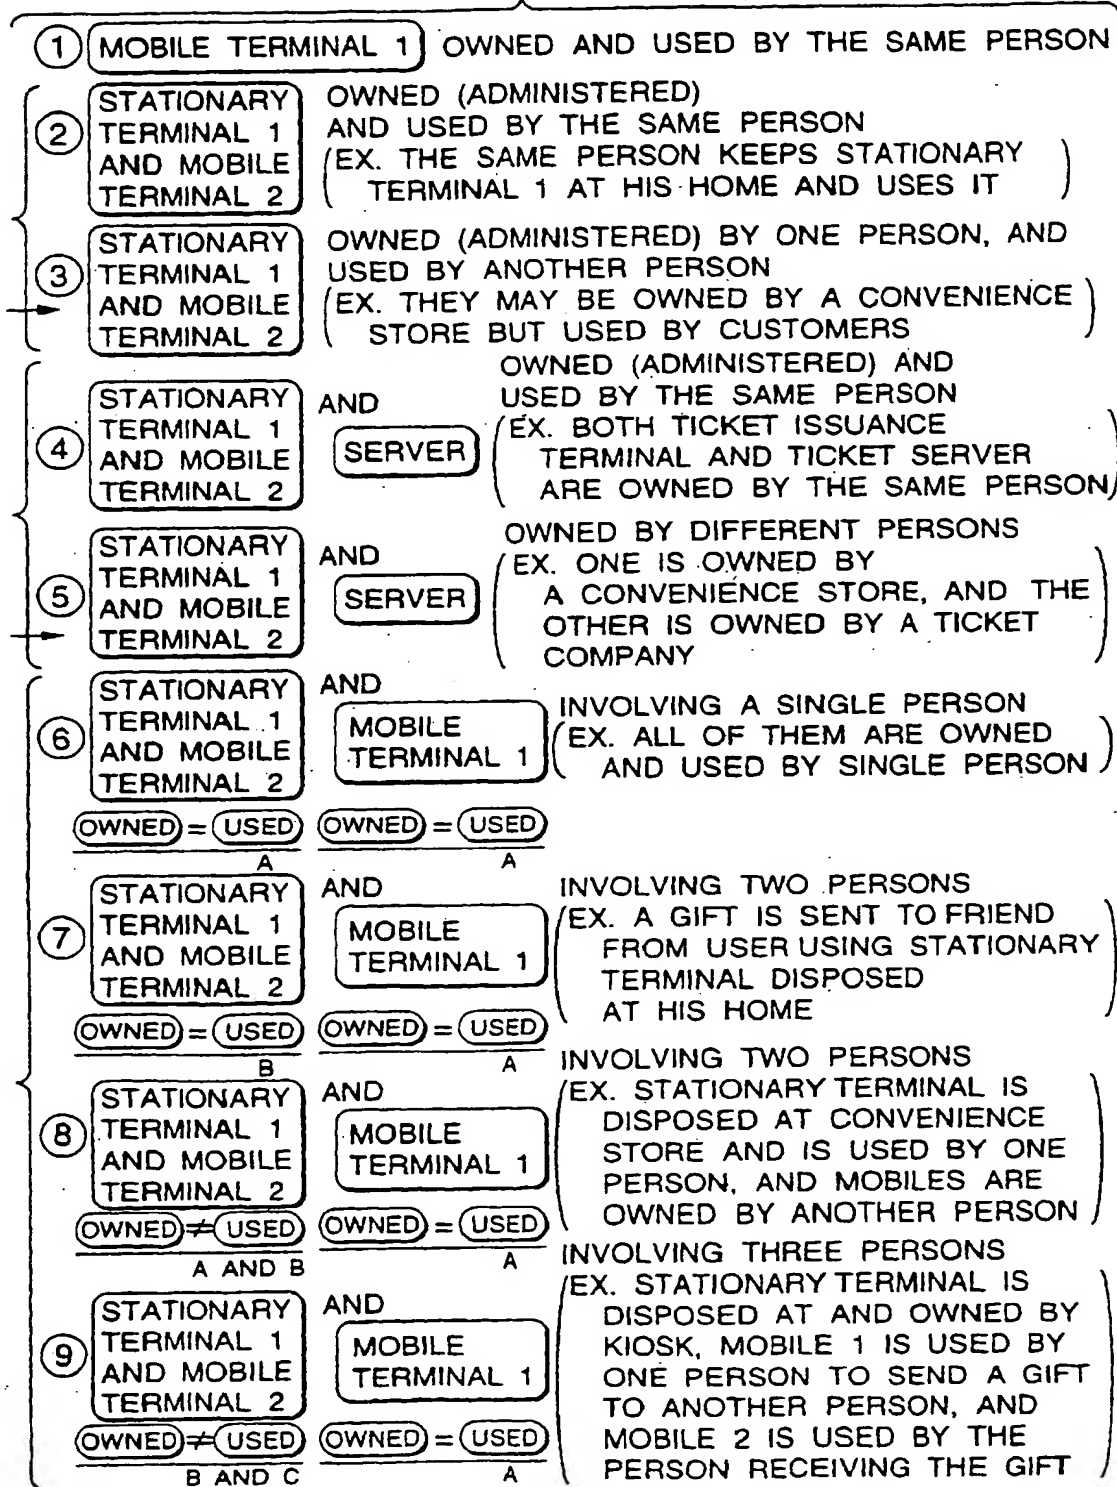 ① MOBILE TERMINAL 1 OWNED AND USED BY THE SAME PERSON
② STATIONARY TERMINAL 1 AND MOBILE TERMINAL 2
OWNED (ADMINISTERED)
AND USED BY THE SAME PERSON
(EX. THE SAME PERSON KEEPS STATIONARY
TERMINAL 1 AT HIS HOME AND USES IT)
③ STATIONARY TERMINAL 1 AND MOBILE TERMINAL 2
OWNED (ADMINISTERED) BY ONE PERSON, AND
USED BY ANOTHER PERSON
(EX. THEY MAY BE OWNED BY A CONVENIENCE
STORE BUT USED BY CUSTOMERS)
④ STATIONARY TERMINAL 1 AND MOBILE TERMINAL 2
AND
SERVER
OWNED (ADMINISTERED) AND
USED BY THE SAME PERSON
(EX. BOTH TICKET ISSUANCE
TERMINAL AND TICKET SERVER
ARE OWNED BY THE SAME PERSON)
⑤ STATIONARY TERMINAL 1 AND MOBILE TERMINAL 2
AND
SERVER
OWNED BY DIFFERENT PERSONS
(EX. ONE IS OWNED BY
A CONVENIENCE STORE, AND THE
OTHER IS OWNED BY A TICKET
COMPANY)
⑥ STATIONARY TERMINAL 1 AND MOBILE TERMINAL 2
AND
MOBILE
TERMINAL 1
INVOLVING A SINGLE PERSON
(EX. ALL OF THEM ARE OWNED
AND USED BY SINGLE PERSON)
OWNED = USED OWNED = USED
A A
⑦ STATIONARY TERMINAL 1 AND MOBILE TERMINAL 2
AND
MOBILE
TERMINAL 1
INVOLVING TWO PERSONS
(EX. A GIFT IS SENT TO FRIEND
FROM USER USING STATIONARY
TERMINAL DISPOSED
AT HIS HOME)
OWNED = USED OWNED = USED
B A
⑧ STATIONARY TERMINAL 1 AND MOBILE TERMINAL 2
AND
MOBILE
TERMINAL 1
INVOLVING TWO PERSONS
(EX. STATIONARY TERMINAL IS
DISPOSED AT CONVENIENCE
STORE AND IS USED BY ONE
PERSON, AND MOBILES ARE
OWNED BY ANOTHER PERSON)
OWNED ≠ USED OWNED = USED
A AND B A
⑨ STATIONARY TERMINAL 1 AND MOBILE TERMINAL 2
AND
MOBILE
TERMINAL 1
INVOLVING THREE PERSONS
(EX. STATIONARY TERMINAL IS
DISPOSED AT AND OWNED BY
KIOSK, MOBILE 1 IS USED BY
ONE PERSON TO SEND A GIFT
TO ANOTHER PERSON, AND
MOBILE 2 IS USED BY THE
PERSON RECEIVING THE GIFT)
OWNED ≠ USED OWNED = USED
B AND C A